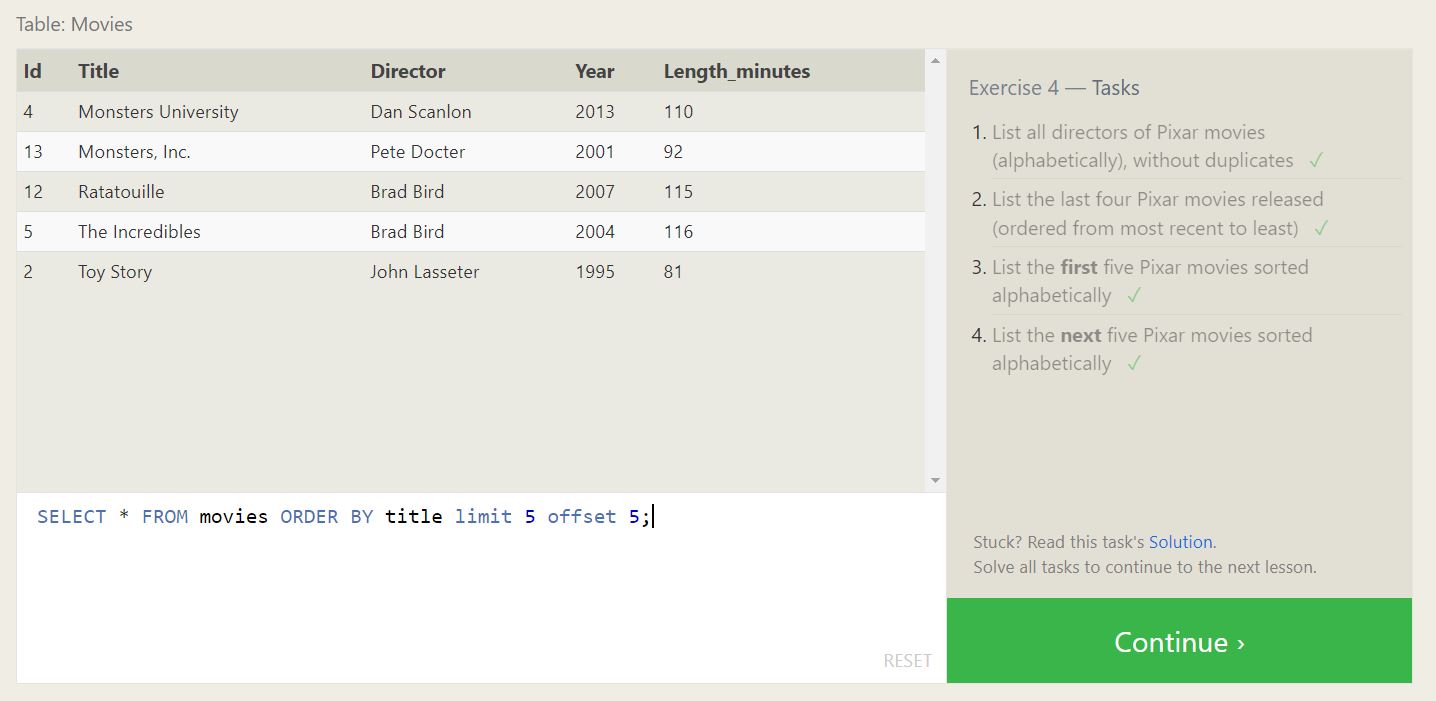 Table: Movies
Id Title Director Year Length_minutes
4 Monsters University Dan Scanlon 2013 110
13 Monsters, Inc. Pete Docter 2001 92
12 Ratatouille Brad Bird 2007 115
5 The Incredibles Brad Bird 2004 116
2 Toy Story John Lasseter 1995 81
SELECT * FROM movies ORDER BY title limit 5 offset 5;
RESET
Exercise 4 — Tasks
1. List all directors of Pixar movies
(alphabetically), without duplicates ✓
2. List the last four Pixar movies released
(ordered from most recent to least) ✓
3. List the first five Pixar movies sorted
alphabetically ✓
4. List the next five Pixar movies sorted
alphabetically ✓
Stuck? Read this task's Solution.
Solve all tasks to continue to the next lesson.
Continue ›